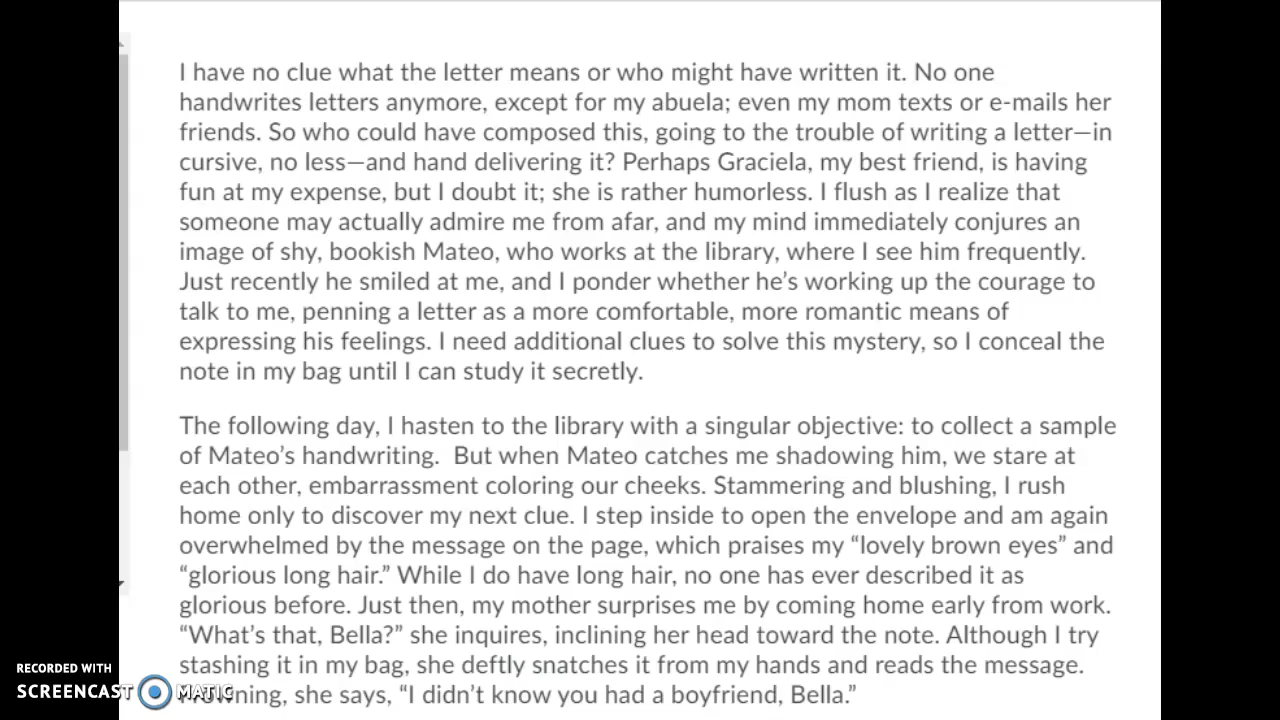 I have no clue what the letter means or who might have written it. No one
handwrites letters anymore, except for my abuela; even my mom texts or e-mails her
friends. So who could have composed this, going to the trouble of writing a letter—in
cursive, no less—and hand delivering it? Perhaps Graciela, my best friend, is having
fun at my expense, but I doubt it; she is rather humorless. I flush as I realize that
someone may actually admire me from afar, and my mind immediately conjures an
image of shy, bookish Mateo, who works at the library, where I see him frequently.
Just recently he smiled at me, and I ponder whether he’s working up the courage to
talk to me, penning a letter as a more comfortable, more romantic means of
expressing his feelings. I need additional clues to solve this mystery, so I conceal the
note in my bag until I can study it secretly.
The following day, I hasten to the library with a singular objective: to collect a sample
of Mateo’s handwriting.  But when Mateo catches me shadowing him, we stare at
each other, embarrassment coloring our cheeks. Stammering and blushing, I rush
home only to discover my next clue. I step inside to open the envelope and am again
overwhelmed by the message on the page, which praises my “lovely brown eyes” and
“glorious long hair.” While I do have long hair, no one has ever described it as
glorious before. Just then, my mother surprises me by coming home early from work.
“What’s that, Bella?” she inquires, inclining her head toward the note. Although I try
stashing it in my bag, she deftly snatches it from my hands and reads the message.
she says, “I didn’t know you had a boyfriend, Bella.”
RECORDED WITH
SCREENCAST MATIC